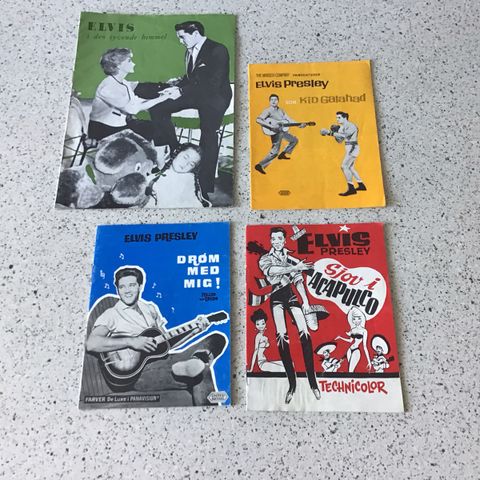 ELVIS
i den syvende himmel
THE MIRISCH COMPANY PRÆSENTERER
ELVIS PRESLEY
SOM KID GALAHAD
ELVIS PRESLEY
DRØM
MED
MIG!
FARVER De Luxe i PANAVISION
ELVIS
PRESLEY
Sjov i
ACAPULCO
TECHNICOLOR